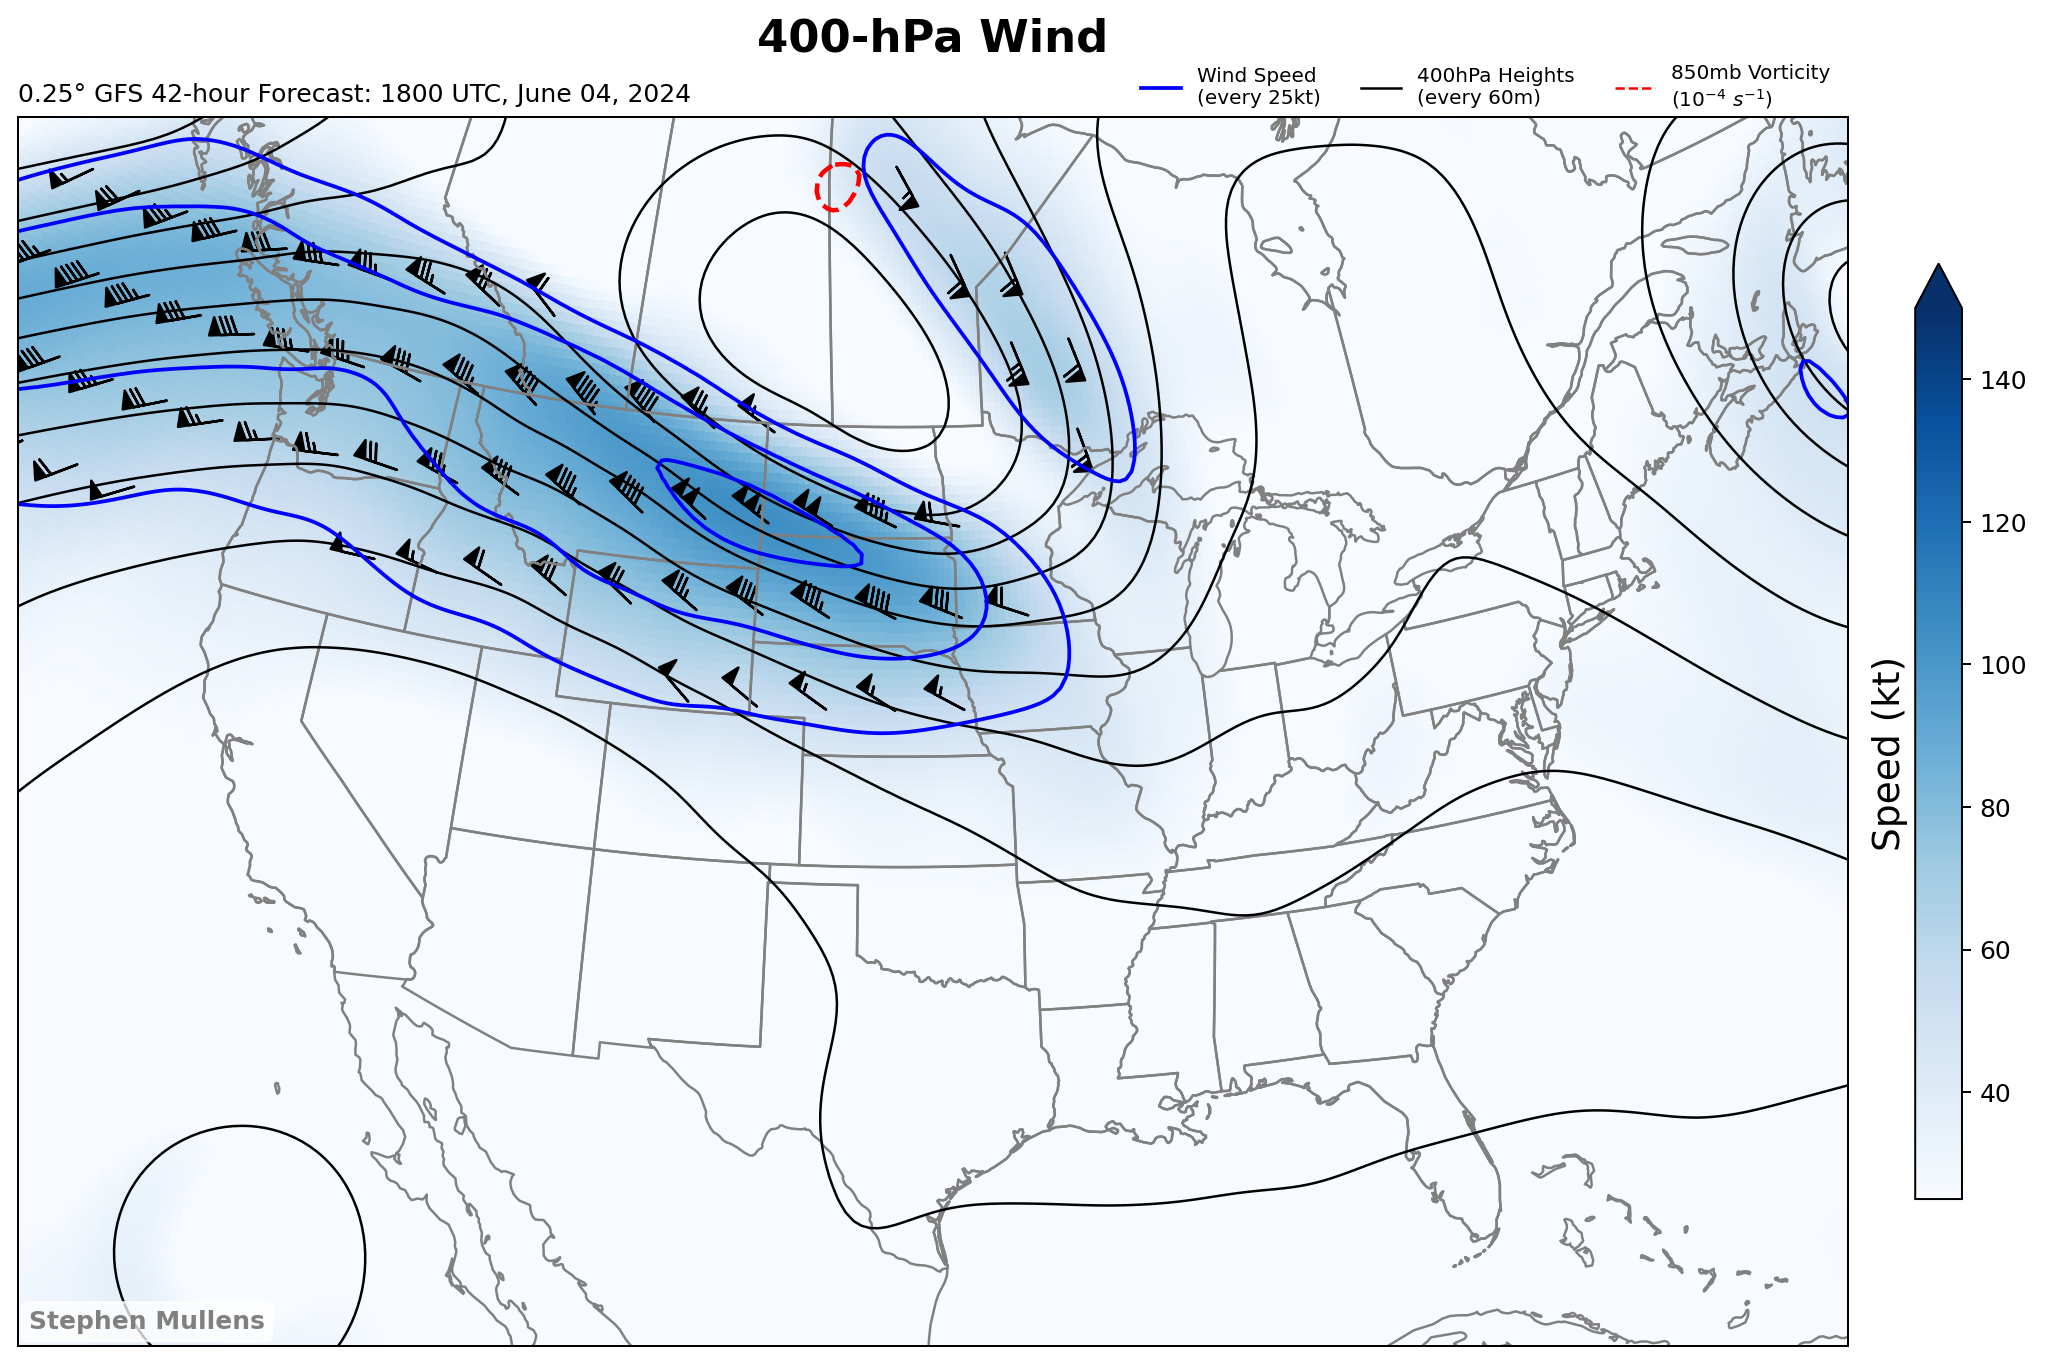 400-hPa Wind
0.25° GFS 42-hour Forecast: 1800 UTC, June 04, 2024
Wind Speed
(every 25kt)
400hPa Heights
(every 60m)
850mb Vorticity
(10⁻⁴ s⁻¹)
140
120
100
80
60
40
Speed (kt)
Stephen Mullens